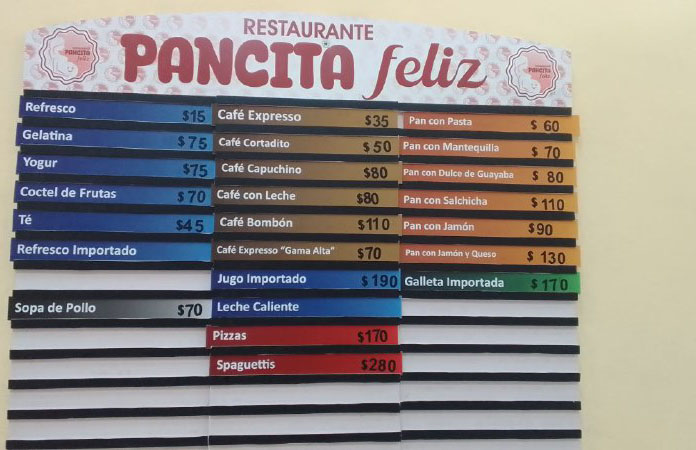 RESTAURANTE
PANCITA feliz
Refresco $15
Gelatina $75
Yogur $75
Coctel de Frutas $70
Té $45
Refresco Importado
Sopa de Pollo $70
Café Expresso $35
Café Cortadito $50
Café Capuchino $80
Café con Leche $80
Café Bombón $110
Café Expresso "Gama Alta" $70
Jugo Importado $190
Leche Caliente
Pizzas $170
Spaguettis $280
Pan con Pasta $ 60
Pan con Mantequilla $ 70
Pan con Dulce de Guayaba $ 80
Pan con Salchicha $ 110
Pan con Jamón $90
Pan con Jamón y Queso $ 130
Galleta Importada $ 170